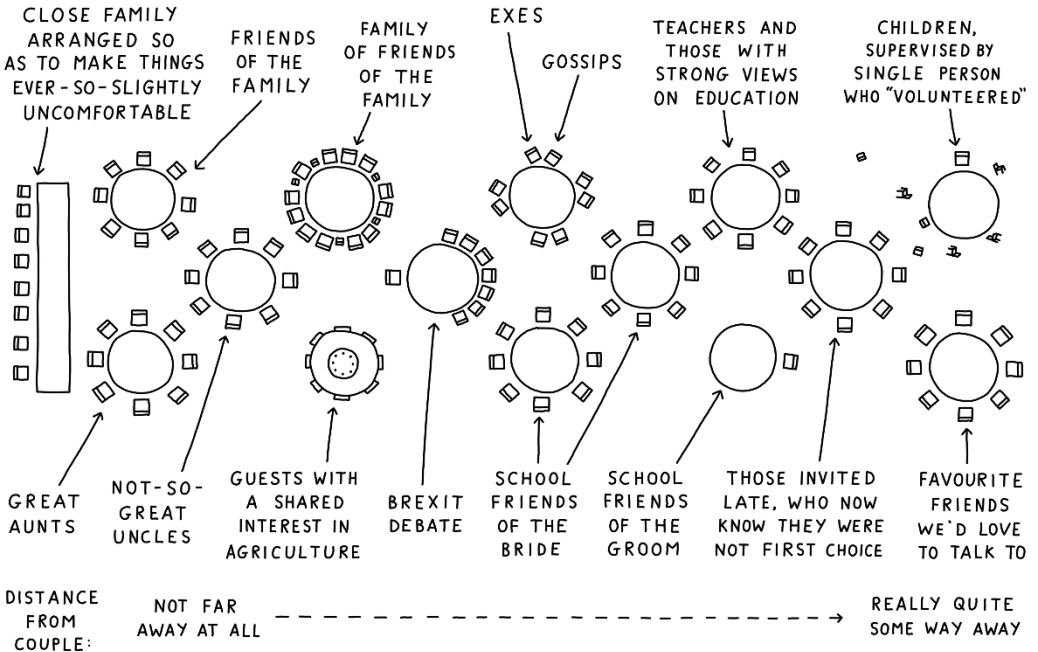 CLOSE FAMILY
ARRANGED SO
AS TO MAKE THINGS
EVER-SO-SLIGHTLY
UNCOMFORTABLE
FRIENDS
OF THE
FAMILY
FAMILY
OF FRIENDS
OF THE
FAMILY
EXES
GOSSIPS
TEACHERS AND
THOSE WITH
STRONG VIEWS
ON EDUCATION
CHILDREN,
SUPERVISED BY
SINGLE PERSON
WHO "VOLUNTEERED"
GREAT
AUNTS
NOT-SO-
GREAT
UNCLES
GUESTS WITH
A SHARED
INTEREST IN
AGRICULTURE
BREXIT
DEBATE
SCHOOL
FRIENDS
OF THE
BRIDE
SCHOOL
FRIENDS
OF THE
GROOM
THOSE INVITED
LATE, WHO NOW
KNOW THEY WERE
NOT FIRST CHOICE
FAVOURITE
FRIENDS
WE'D LOVE
TO TALK TO
DISTANCE
FROM
COUPLE:
NOT FAR
AWAY AT ALL
REALLY QUITE
SOME WAY AWAY